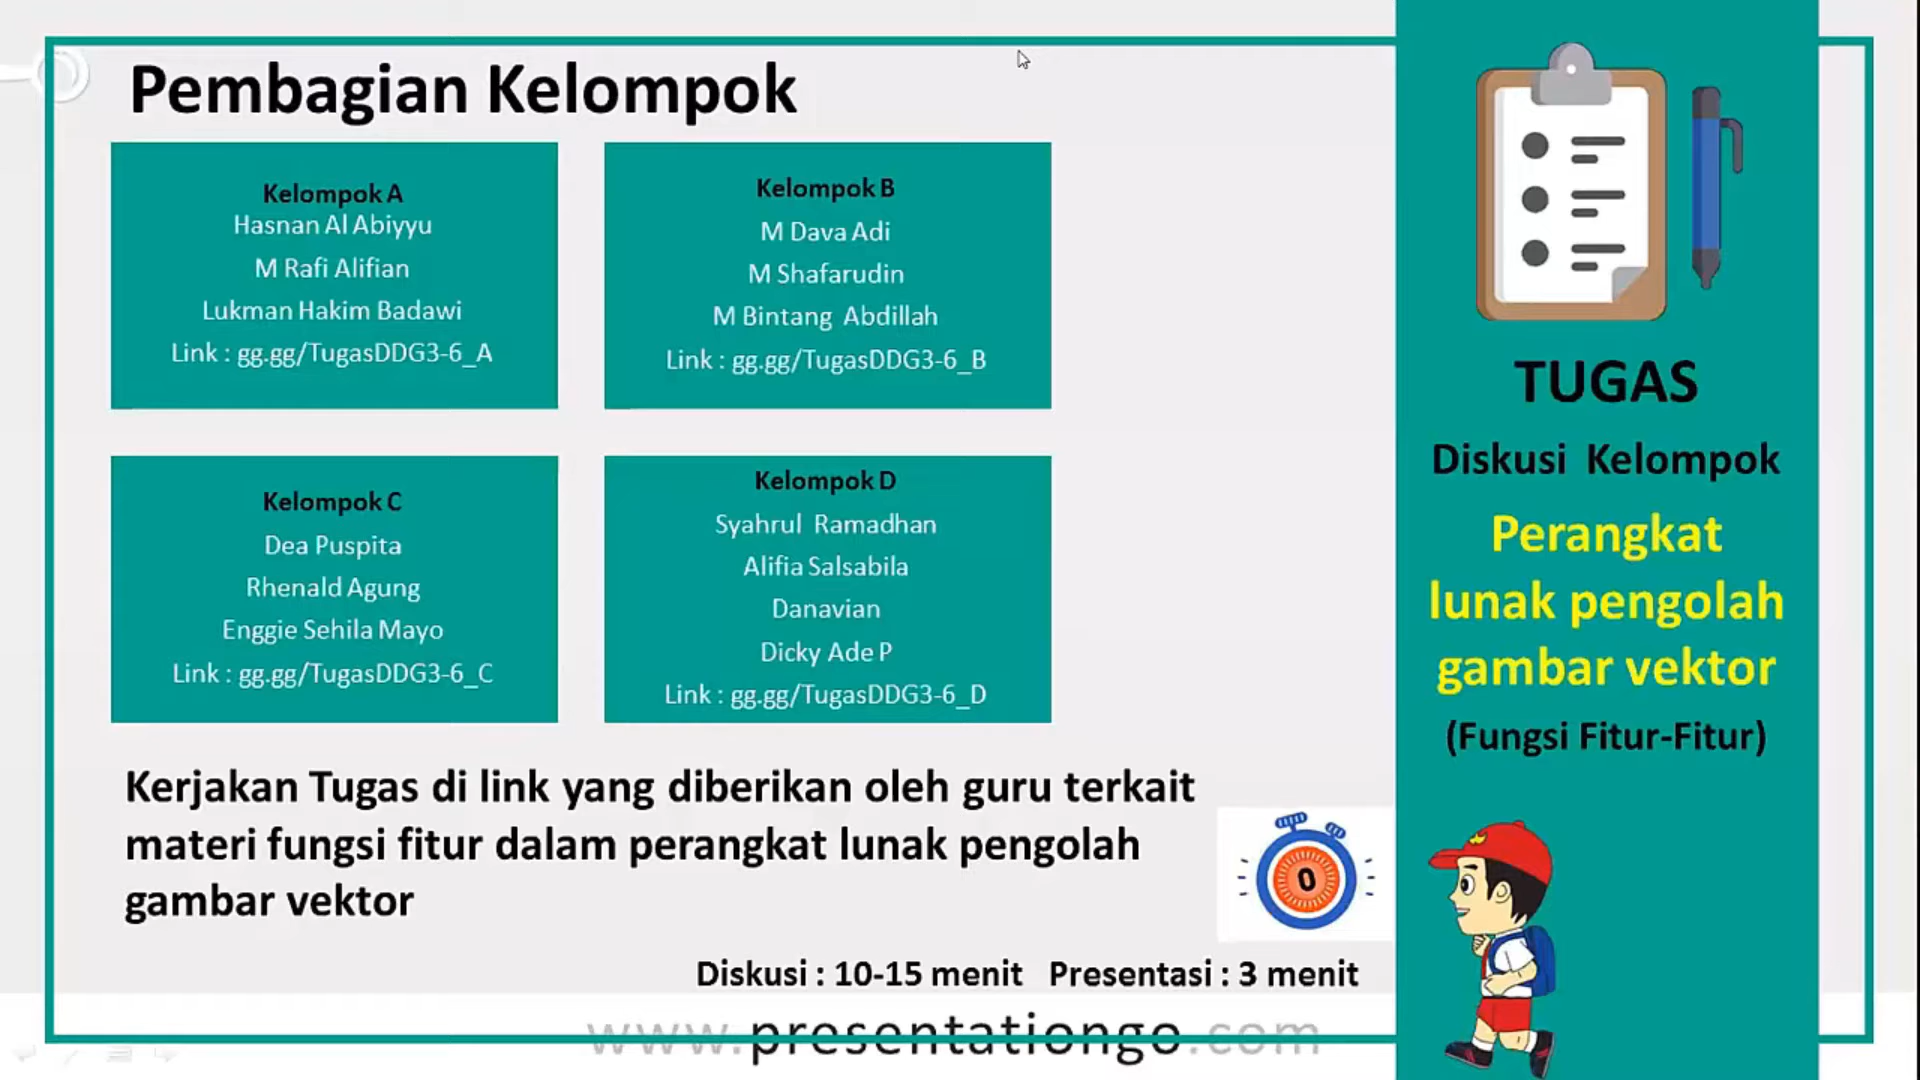 Pembagian Kelompok
Kelompok A
Hasnan Al Abiyyu
M Rafi Alifian
Lukman Hakim Badawi
Link : gg.gg/TugasDDG3-6_A
Kelompok B
M Dava Adi
M Shafarudin
M Bintang Abdillah
Link : gg.gg/TugasDDG3-6_B
Kelompok C
Dea Puspita
Rhenald Agung
Enggie Sehila Mayo
Link : gg.gg/TugasDDG3-6_C
Kelompok D
Syahrul Ramadhan
Alifia Salsabila
Danavian
Dicky Ade P
Link : gg.gg/TugasDDG3-6_D
Kerjakan Tugas di link yang diberikan oleh guru terkait
materi fungsi fitur dalam perangkat lunak pengolah
gambar vektor
0
Diskusi : 10-15 menit Presentasi : 3 menit
www.presentationgo.com
TUGAS
Diskusi Kelompok
Perangkat
lunak pengolah
gambar vektor
(Fungsi Fitur-Fitur)